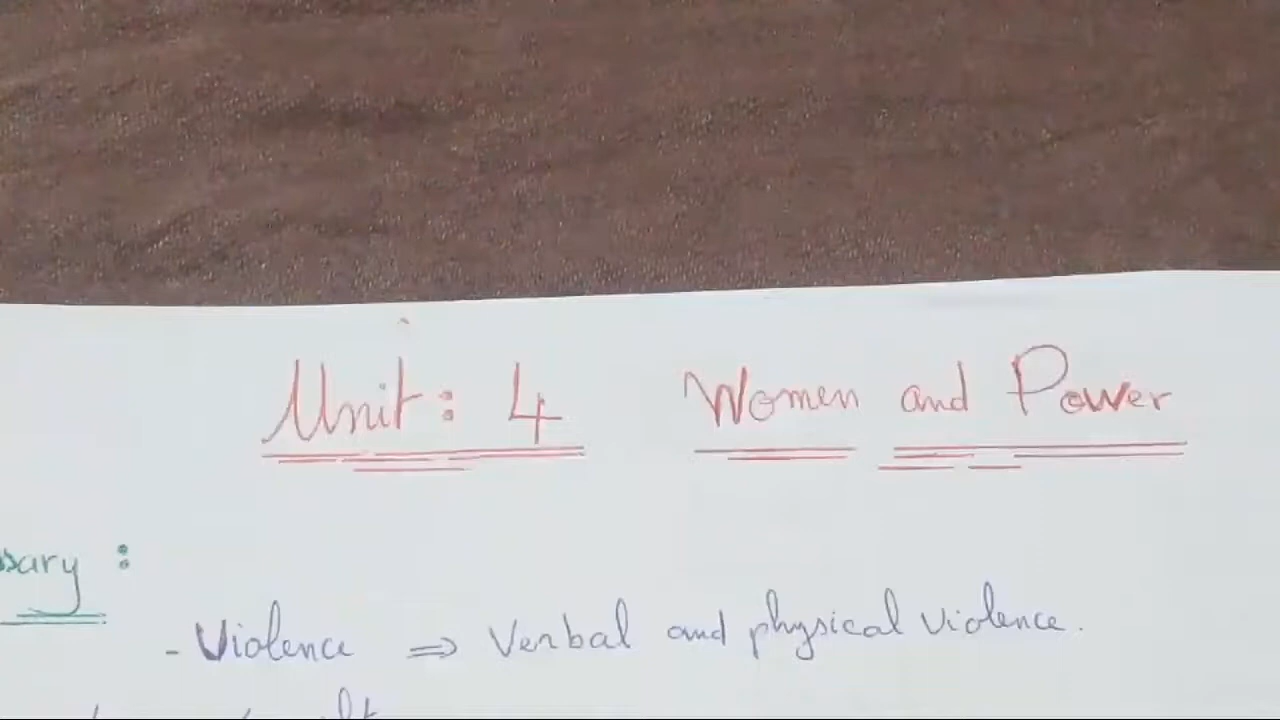 Unit: 4 Women and Power
ssary :
- Violence ⇒ Verbal and physical violence.